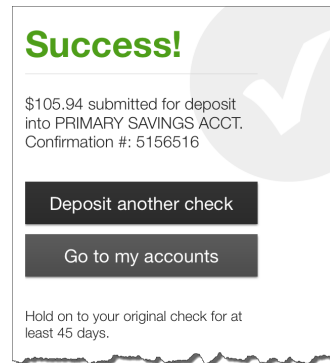 Success!
$105.94 submitted for deposit
into PRIMARY SAVINGS ACCT.
Confirmation #: 5156516
Deposit another check
Go to my accounts
Hold on to your original check for at
least 45 days.